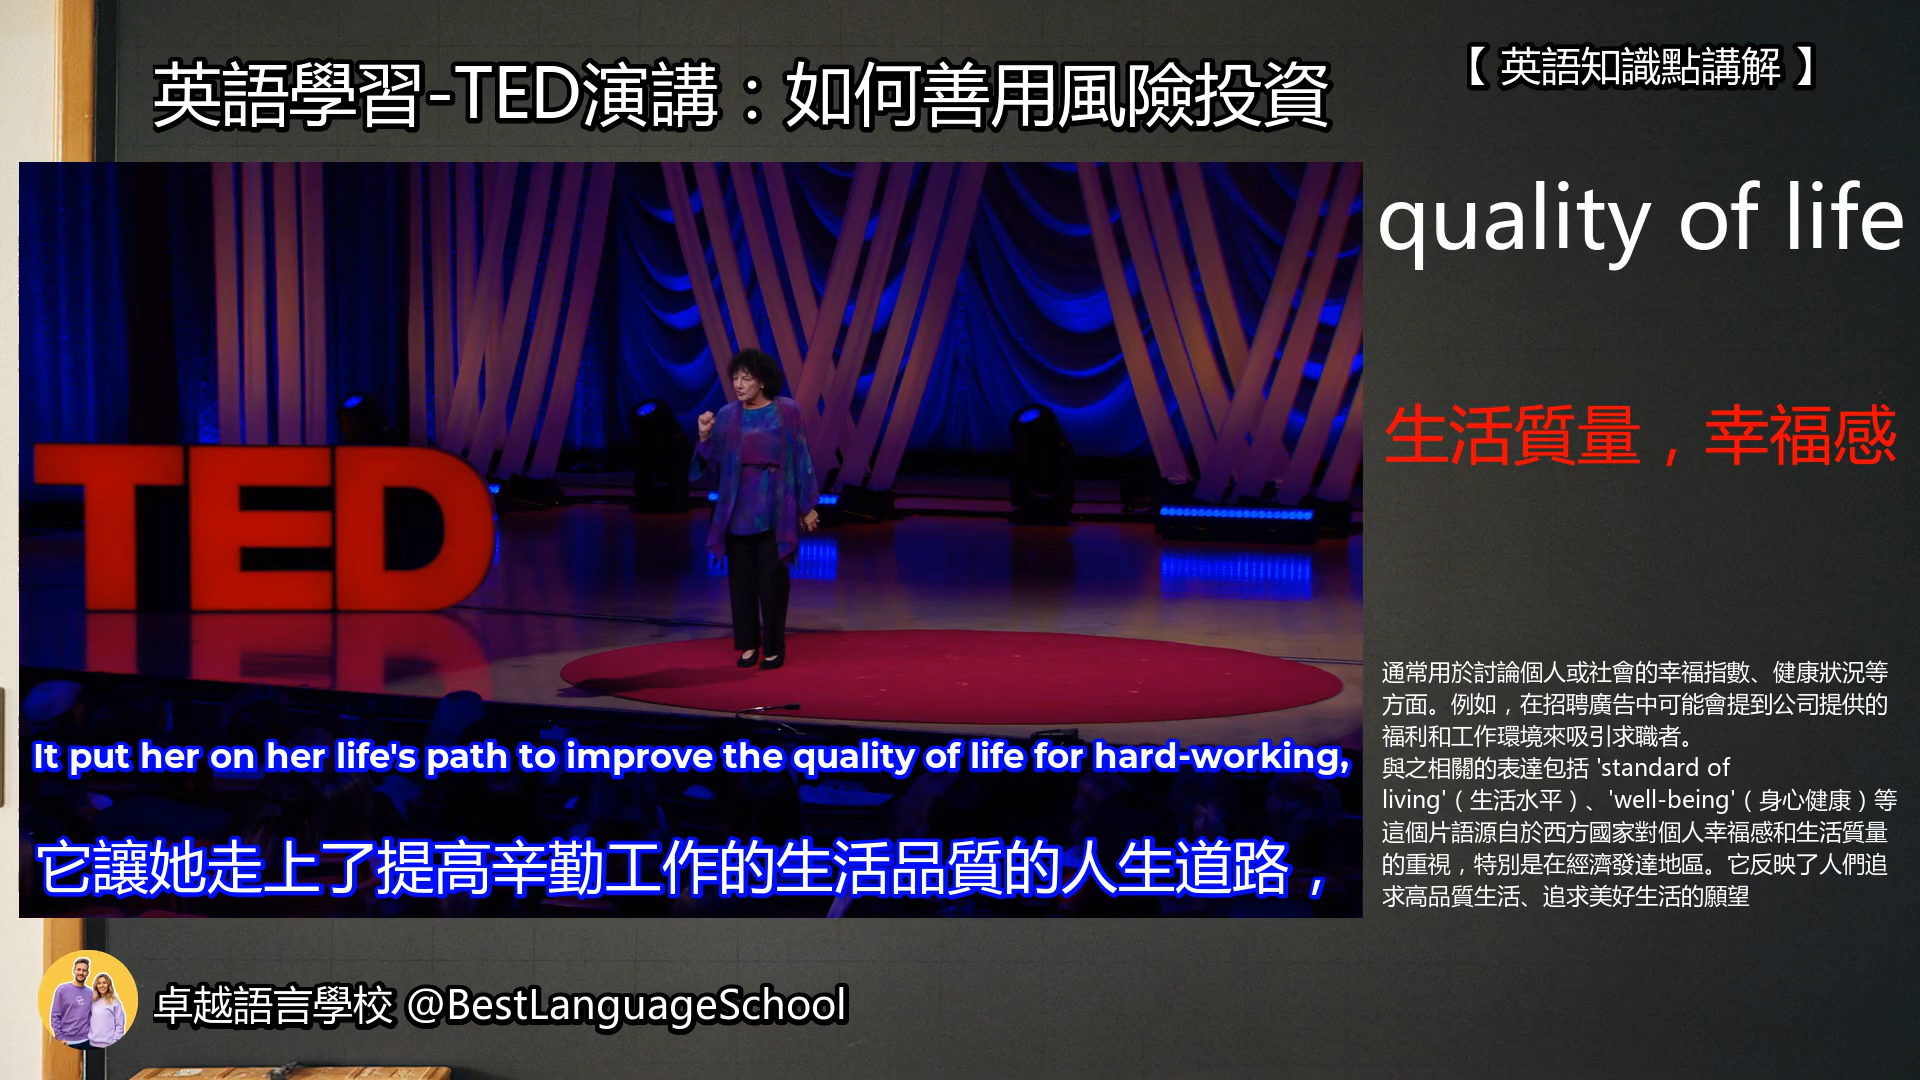 英語學習-TED演講：如何善用風險投資
【 英語知識點講解 】
quality of life
生活質量，幸福感
TED
It put her on her life's path to improve the quality of life for hard-working,
它讓她走上了提高辛勤工作的生活品質的人生道路，
通常用於討論個人或社會的幸福指數、健康狀況等
方面。例如，在招聘廣告中可能會提到公司提供的
福利和工作環境來吸引求職者。
與之相關的表達包括 'standard of
living'（生活水平）、'well-being'（身心健康）等
這個片語源自於西方國家對個人幸福感和生活質量
的重視，特別是在經濟發達地區。它反映了人們追
求高品質生活、追求美好生活的願望
卓越語言學校 @BestLanguageSchool